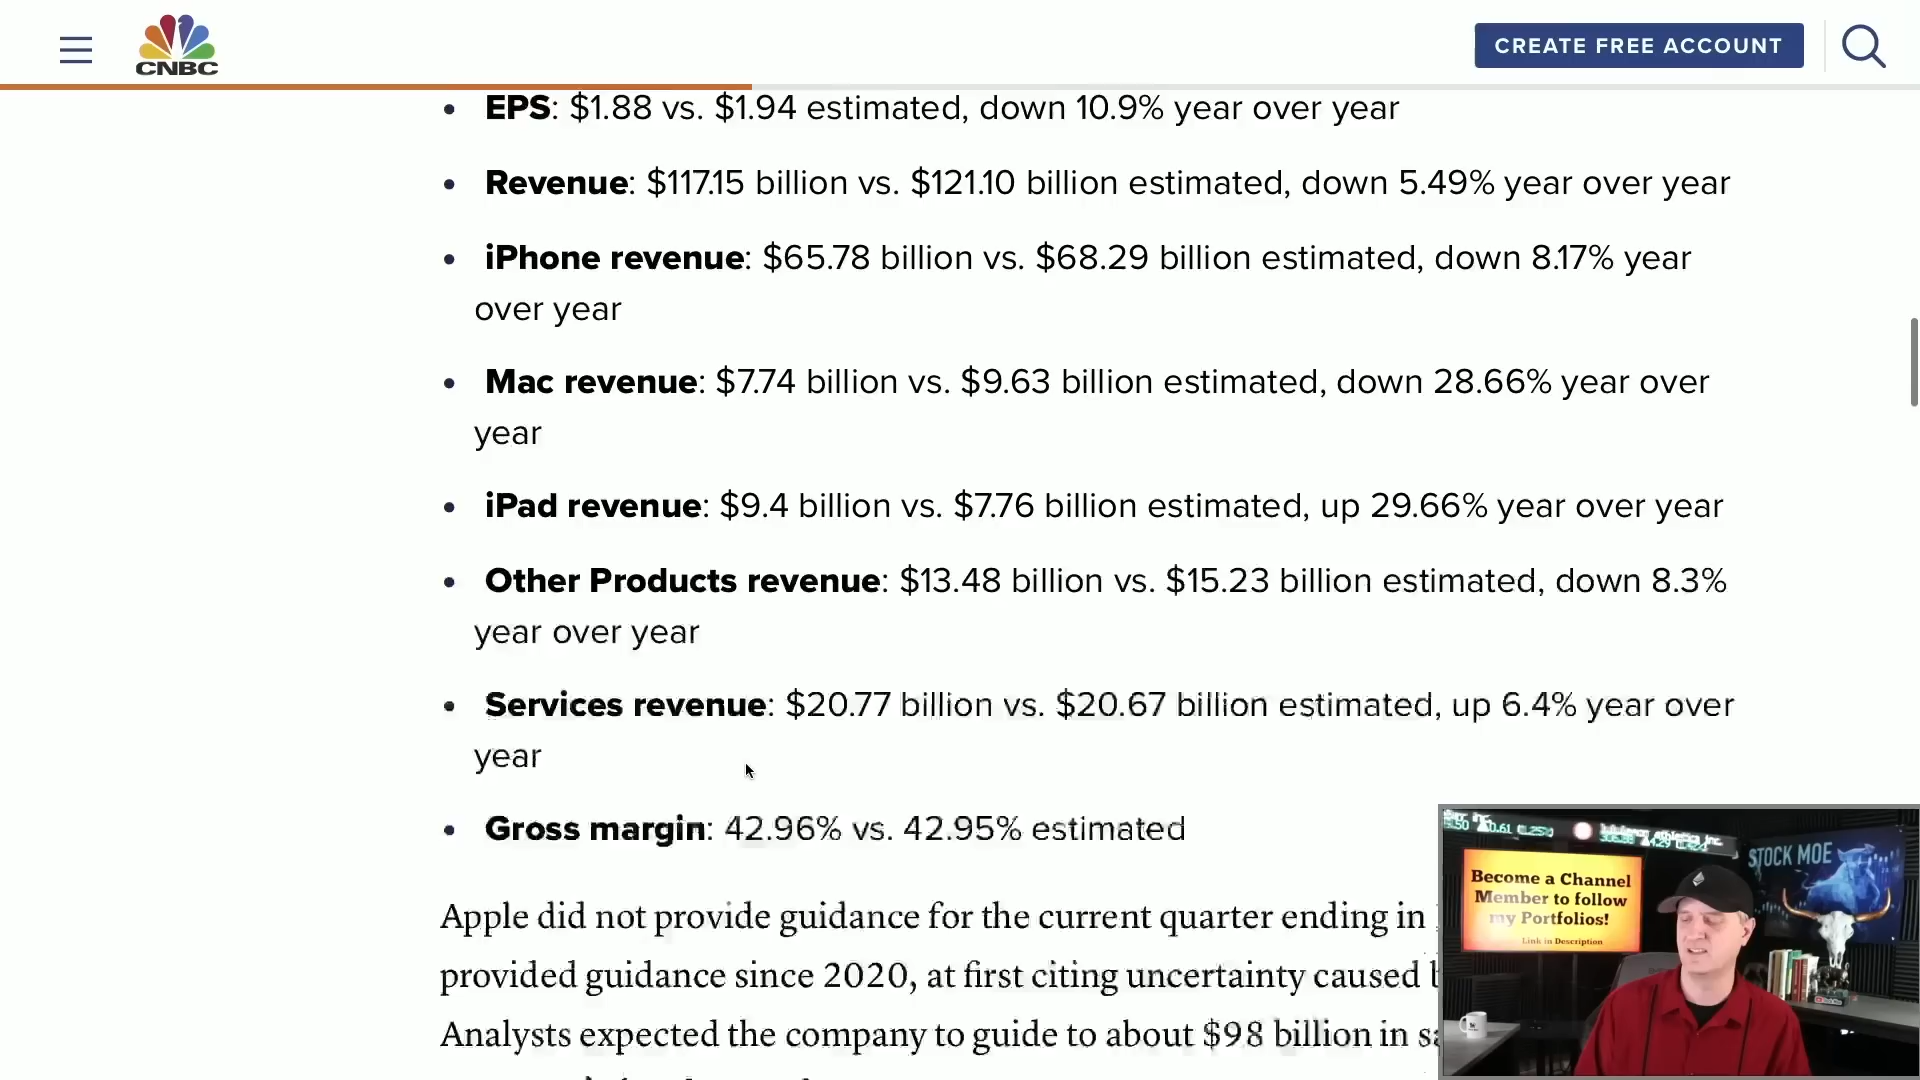 CNBC
CREATE FREE ACCOUNT
• EPS: $1.88 vs. $1.94 estimated, down 10.9% year over year
• Revenue: $117.15 billion vs. $121.10 billion estimated, down 5.49% year over year
• iPhone revenue: $65.78 billion vs. $68.29 billion estimated, down 8.17% year
over year
• Mac revenue: $7.74 billion vs. $9.63 billion estimated, down 28.66% year over
year
• iPad revenue: $9.4 billion vs. $7.76 billion estimated, up 29.66% year over year
• Other Products revenue: $13.48 billion vs. $15.23 billion estimated, down 8.3%
year over year
• Services revenue: $20.77 billion vs. $20.67 billion estimated, up 6.4% year over
year
• Gross margin: 42.96% vs. 42.95% estimated
Apple did not provide guidance for the current quarter ending in
provided guidance since 2020, at first citing uncertainty caused
Analysts expected the company to guide to about $98 billion in
STOCK MOE
Become a Channel
Member to follow
my Portfolios!
Link in Description